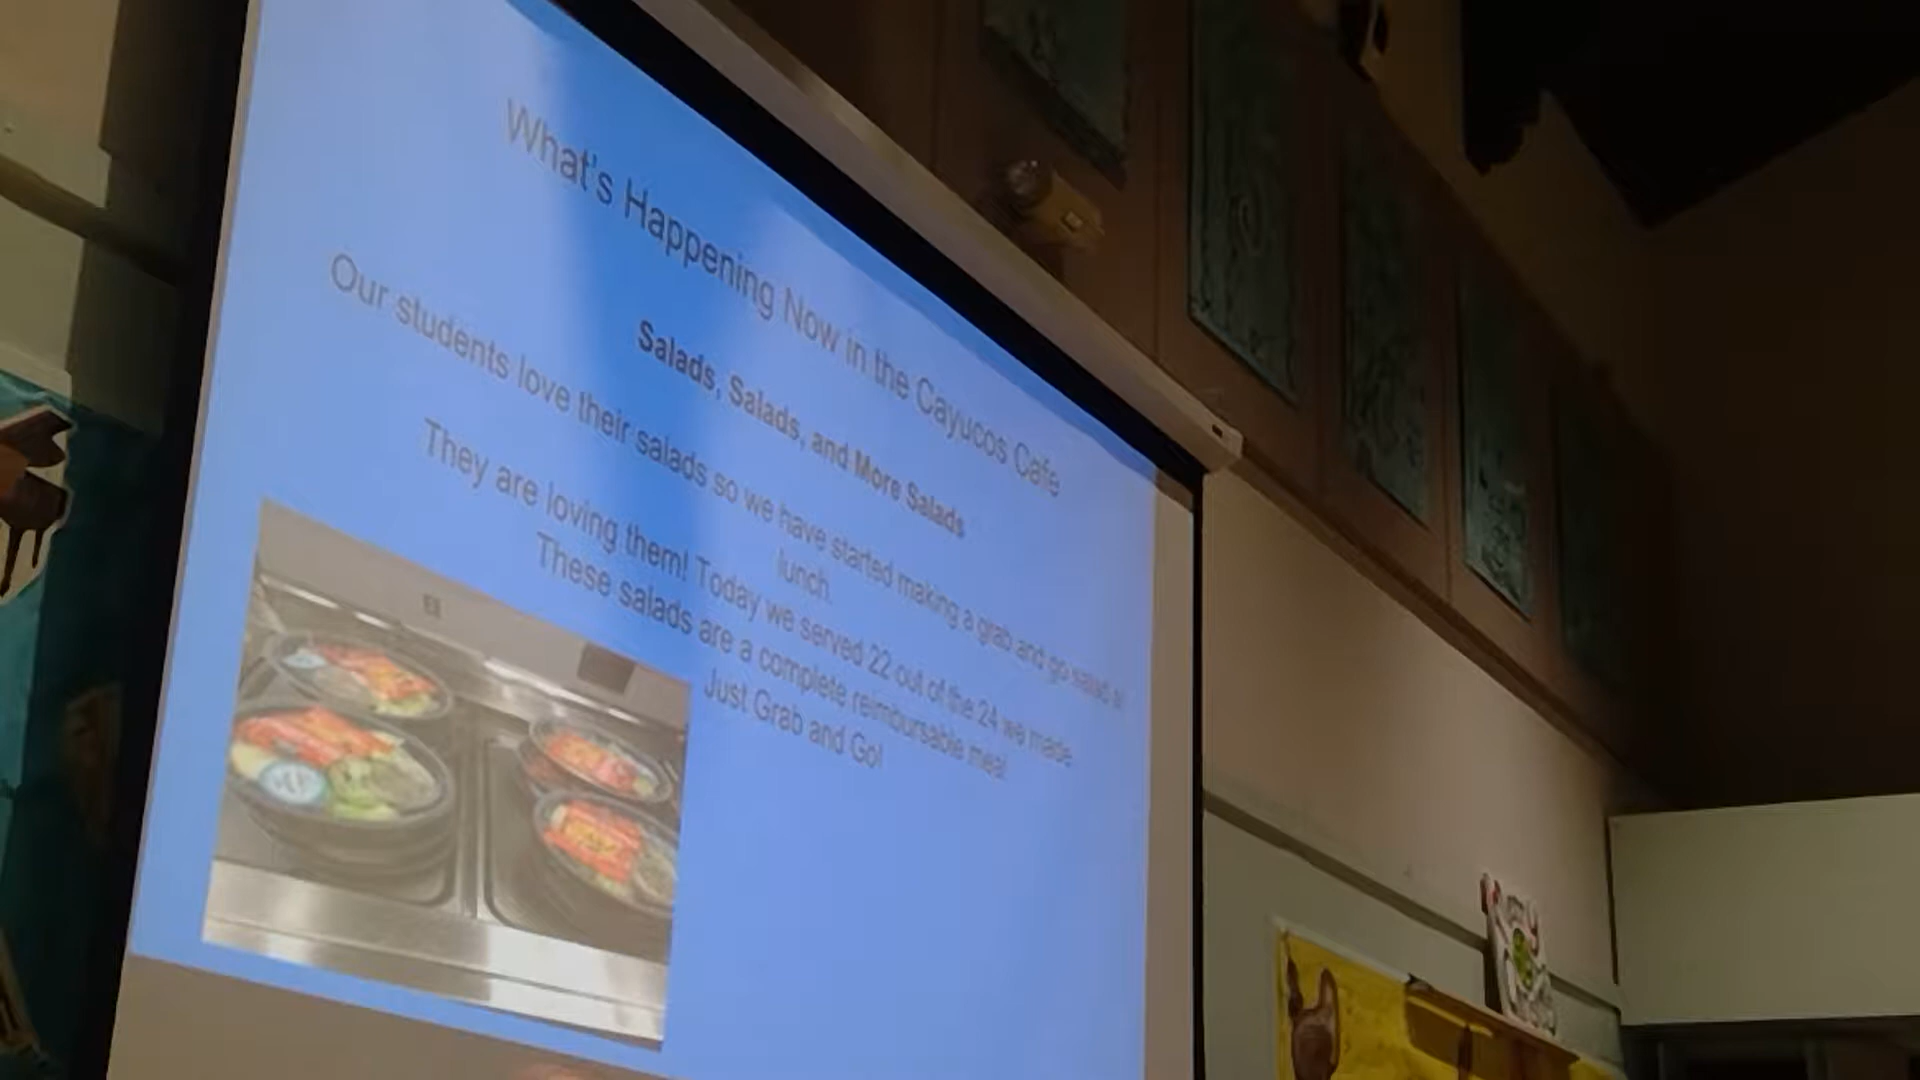 What's Happening Now in the Cayucos Cafe
Salads, Salads, and More Salads
Our students love their salads so we have started making a grab and go salad at
lunch.
They are loving them! Today we served 22 out of the 24 we made.
These salads are a complete reimbursable meal
Just Grab and Go!